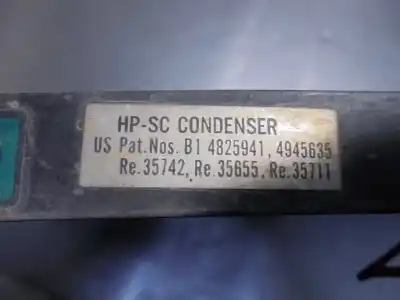 HP-SC CONDENSER
US Pat.Nos. B1 4825941, 4945635
Re.35742, Re.35655, Re.35711